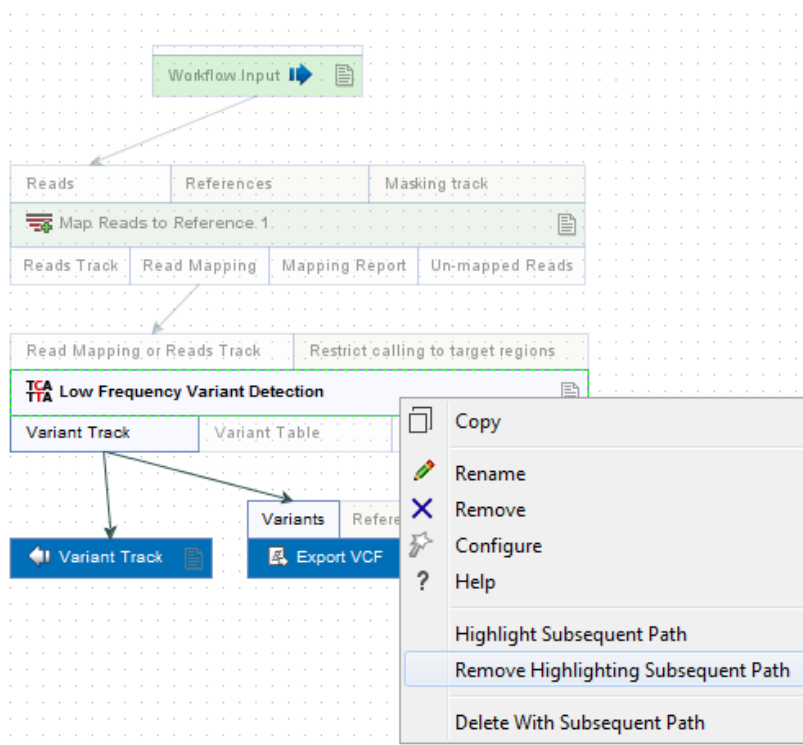 Workflow Input
Reads References Masking track
Map Reads to Reference 1
Reads Track Read Mapping Mapping Report Un-mapped Reads
Read Mapping or Reads Track Restrict calling to target regions
TCA
TTA Low Frequency Variant Detection
Variant Track Variant Table
Variants Refere
Variant Track Export VCF
Copy
Rename
Remove
Configure
? Help
Highlight Subsequent Path
Remove Highlighting Subsequent Path
Delete With Subsequent Path